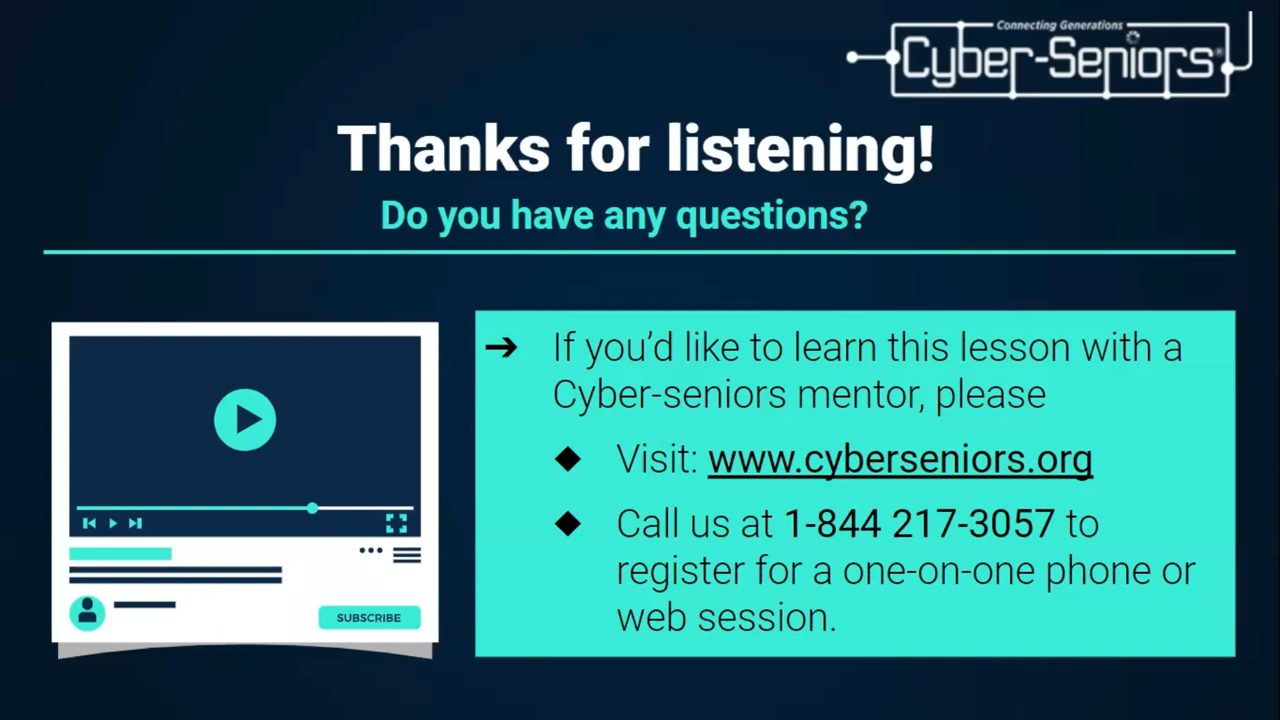 Connecting Generations
Cyber-Seniors®
Thanks for listening!
Do you have any questions?
➔ If you’d like to learn this lesson with a
Cyber-seniors mentor, please
◆ Visit: www.cyberseniors.org
◆ Call us at 1-844 217-3057 to
register for a one-on-one phone or
web session.
SUBSCRIBE